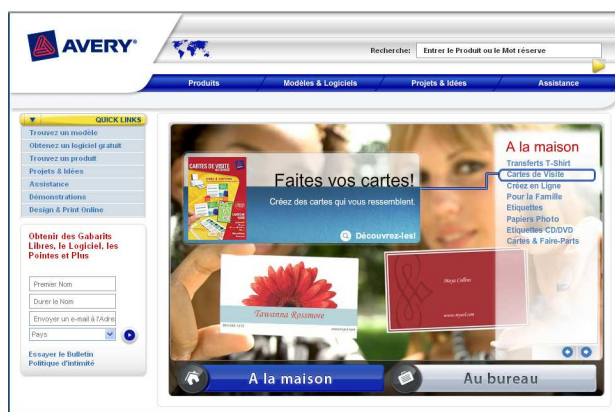 AVERY®
Recherche: Entrer le Produit ou le Mot réserve
Produits
Modèles & Logiciels
Projets & Idées
Assistance
QUICK LINKS
Trouvez un modèle
Obtenez un logiciel gratuit
Trouvez un produit
Projets & Idées
Assistance
Démonstrations
Design & Print Online
Obtenir des Gabarits
Libres, le Logiciel, les
Pointes et Plus
Premier Nom
Durer le Nom
Envoyer un e-mail à l'Adre
Pays
Essayer le Bulletin
Politique d'intimité
CARTES DE VISITE
Faites vos cartes!
Créez des cartes qui vous ressemblent.
Découvrez-les!
A la maison
Transferts T-Shirt
Cartes de Visite
Créez en Ligne
Pour la Famille
Etiquettes
Papiers Photo
Etiquettes CD/DVD
Cartes & Faire-Parts
Tawanna Rossmore
Maya Collins
A la maison
Au bureau